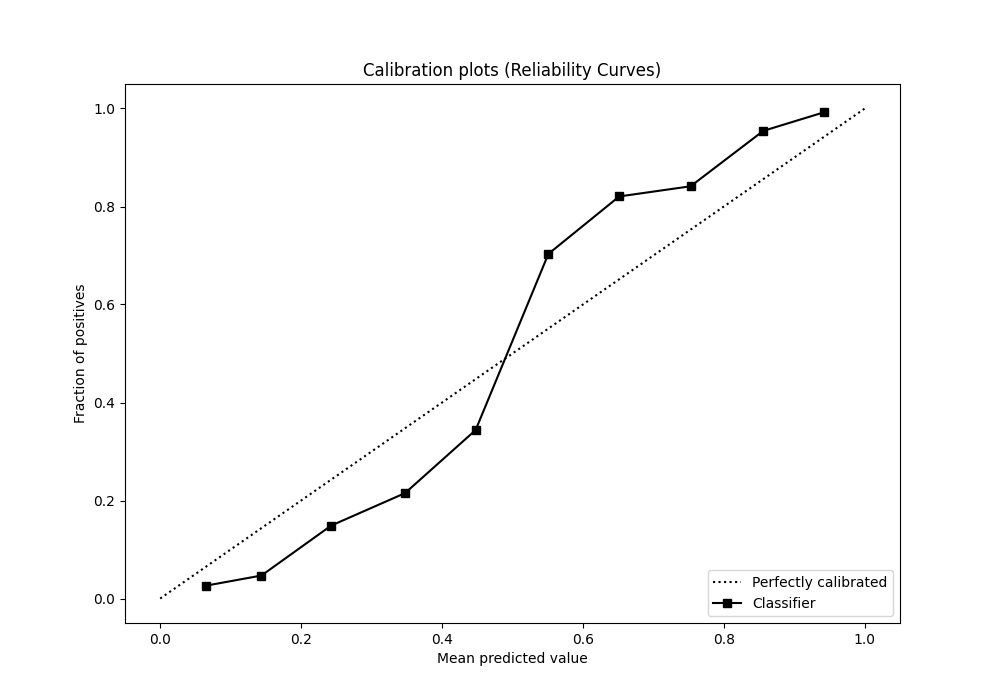 Calibration plots (Reliability Curves)
Fraction of positives
1.0
0.8
0.6
0.4
0.2
0.0
0.0 0.2 0.4 0.6 0.8 1.0
Mean predicted value
Perfectly calibrated
Classifier